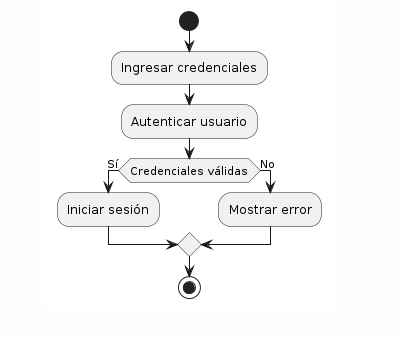 Ingresar credenciales
Autenticar usuario
Sí
Credenciales válidas
No
Iniciar sesión
Mostrar error